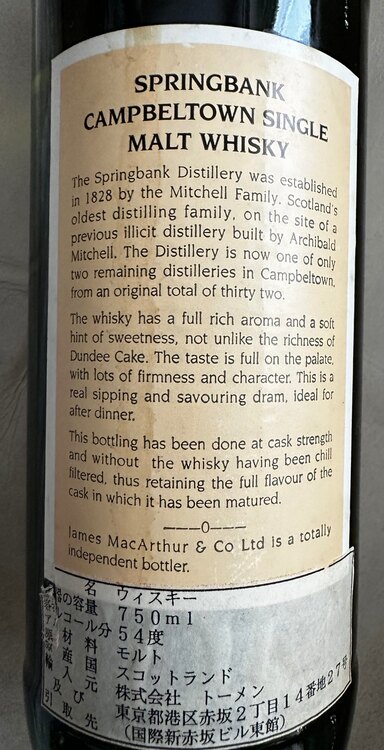 SPRINGBANK
CAMPBELTOWN SINGLE
MALT WHISKY
The Springbank Distillery was established
in 1828 by the Mitchell Family. Scotland's
oldest distilling family, on the site of a
previous illicit distillery built by Archibald
Mitchell. The Distillery is now one of only
two remaining distilleries in Campbeltown,
from an original total of thirty two.
The whisky has a full rich aroma and a soft
hint of sweetness, not unlike the richness of
Dundee Cake. The taste is full on the palate,
with lots of firmness and character. This is a
real sipping and savouring dram, ideal for
after dinner.
This bottling has been done at cask strength
and without the whisky having been chill
filtered, thus retaining the full flavour of the
cask in which it has been matured.
———0———
James MacArthur & Co Ltd is a totally
independent bottler.
名 ウィスキー
の容量 750ml
コール分 54度
材料 モルト
産国 スコットランド
輸入元 株式会社 トーメン
及び 東京都港区赤坂2丁目14番地27号
引取先 (国際新赤坂ビル東館)